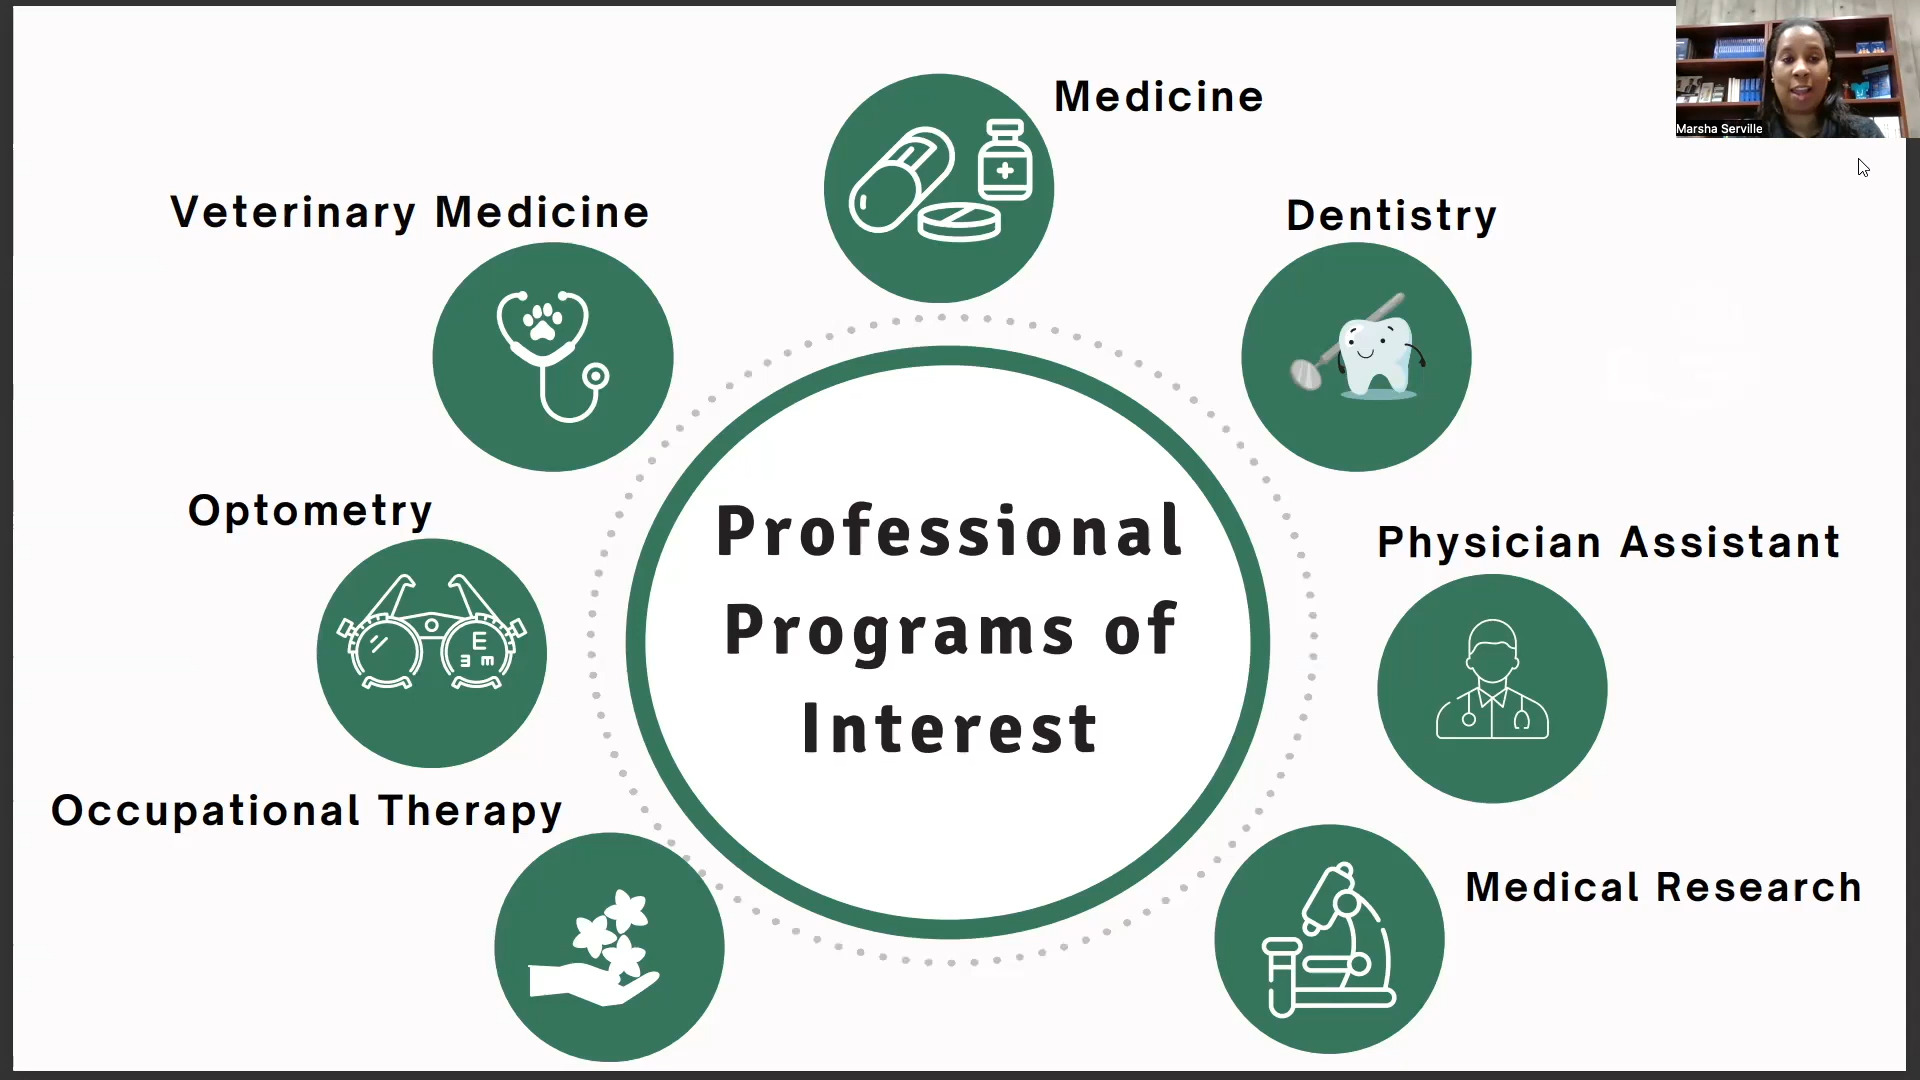 Medicine
Marsha Serville
Veterinary Medicine
Dentistry
Optometry
Professional
Programs of
Interest
Physician Assistant
E
Occupational Therapy
Medical Research